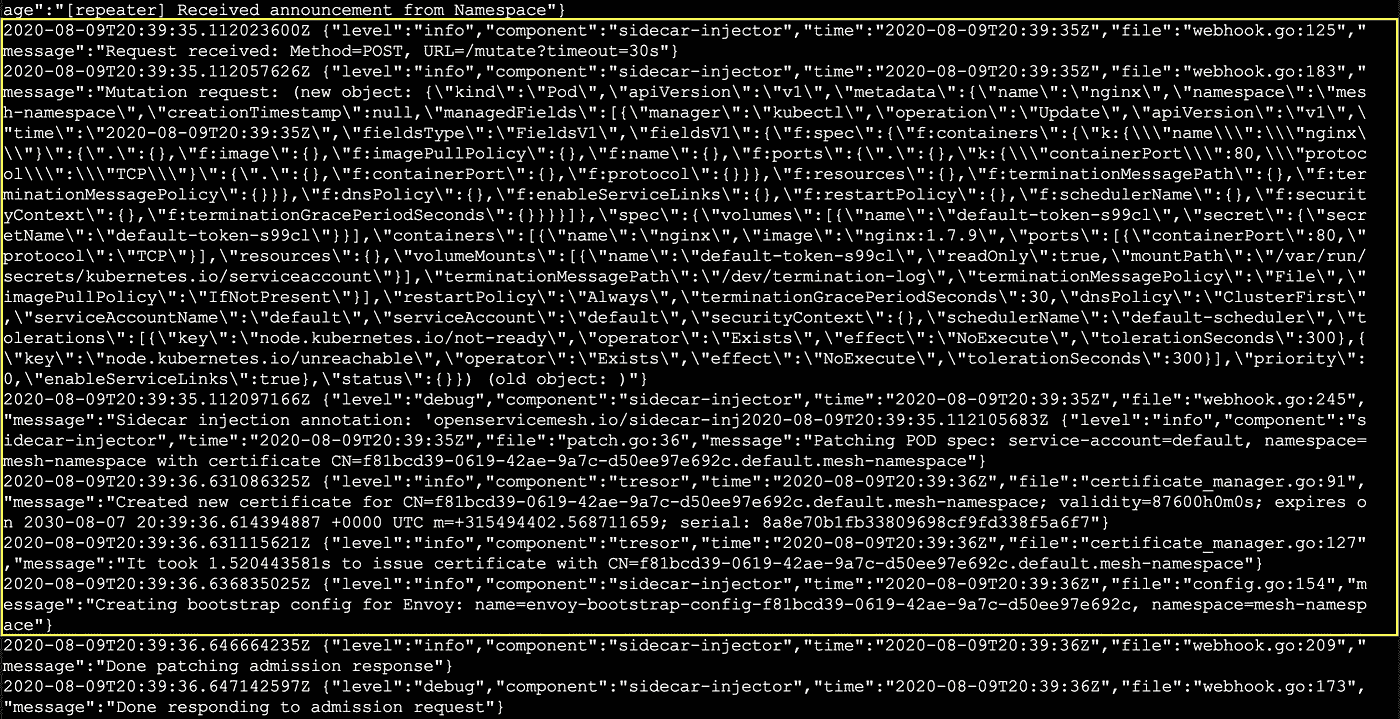 age":"[repeater] Received announcement from Namespace"}
2020-08-09T20:39:35.112023600Z {"level":"info","component":"sidecar-injector","time":"2020-08-09T20:39:35Z","file":"webhook.go:125","
message":"Request received: Method=POST, URL=/mutate?timeout=30s"}
2020-08-09T20:39:35.112057626Z {"level":"info","component":"sidecar-injector","time":"2020-08-09T20:39:35Z","file":"webhook.go:183","
message":"Mutation request: (new object: {\"kind\":\"Pod\",\"apiVersion\":\"v1\",\"metadata\":{\"name\":\"nginx\",\"namespace\":\"mes
h-namespace\",\"creationTimestamp\":null,\"managedFields\":[{\"manager\":\"kubectl\",\"operation\":\"Update\",\"apiVersion\":\"v1\",\
"time\":\"2020-08-09T20:39:35Z\",\"fieldsType\":\"FieldsV1\",\"fieldsV1\":{\"f:spec\":{\"f:containers\":{\"k:{\\\"name\\\":\\\"nginx\
\\"}\":{\".\":{},\"f:image\":{},\"f:imagePullPolicy\":{},\"f:name\":{},\"f:ports\":{\".\":{},\"k:{\\\"containerPort\\\":80,\\\"protoc
ol\\\":\\\"TCP\\\"}\":{\".\":{},\"f:containerPort\":{},\"f:protocol\":{}}},\"f:resources\":{},\"f:terminationMessagePath\":{},\"f:ter
minationMessagePolicy\":{}}},\"f:dnsPolicy\":{},\"f:enableServiceLinks\":{},\"f:restartPolicy\":{},\"f:schedulerName\":{},\"f:securit
yContext\":{},\"f:terminationGracePeriodSeconds\":{}}}}]},\"spec\":{\"volumes\":[{\"name\":\"default-token-s99cl\",\"secret\":{\"secr
etName\":\"default-token-s99cl\"}}],\"containers\":[{\"name\":\"nginx\",\"image\":\"nginx:1.7.9\",\"ports\":[{\"containerPort\":80,\"
protocol\":\"TCP\"}],\"resources\":{},\"volumeMounts\":[{\"name\":\"default-token-s99cl\",\"readOnly\":true,\"mountPath\":\"/var/run/
secrets/kubernetes.io/serviceaccount\"}],\"terminationMessagePath\":\"/dev/termination-log\",\"terminationMessagePolicy\":\"File\",\"
imagePullPolicy\":\"IfNotPresent\"}],\"restartPolicy\":\"Always\",\"terminationGracePeriodSeconds\":30,\"dnsPolicy\":\"ClusterFirst\"
,\"serviceAccountName\":\"default\",\"serviceAccount\":\"default\",\"securityContext\":{},\"schedulerName\":\"default-scheduler\",\"t
olerations\":[{\"key\":\"node.kubernetes.io/not-ready\",\"operator\":\"Exists\",\"effect\":\"NoExecute\",\"tolerationSeconds\":300},{
\"key\":\"node.kubernetes.io/unreachable\",\"operator\":\"Exists\",\"effect\":\"NoExecute\",\"tolerationSeconds\":300}],\"priority\":
0,\"enableServiceLinks\":true},\"status\":{}}) (old object: )"}
2020-08-09T20:39:35.112097166Z {"level":"debug","component":"sidecar-injector","time":"2020-08-09T20:39:35Z","file":"webhook.go:245",
"message":"Sidecar injection annotation: 'openservicemesh.io/sidecar-inj2020-08-09T20:39:35.112105683Z {"level":"info","component":"s
idecar-injector","time":"2020-08-09T20:39:35Z","file":"patch.go:36","message":"Patching POD spec: service-account=default, namespace=
mesh-namespace with certificate CN=f81bcd39-0619-42ae-9a7c-d50ee97e692c.default.mesh-namespace"}
2020-08-09T20:39:36.631086325Z {"level":"info","component":"tresor","time":"2020-08-09T20:39:36Z","file":"certificate_manager.go:91",
"message":"Created new certificate for CN=f81bcd39-0619-42ae-9a7c-d50ee97e692c.default.mesh-namespace; validity=87600h0m0s; expires o
n 2030-08-07 20:39:36.614394887 +0000 UTC m=+315494402.568711659; serial: 8a8e70b1fb33809698cf9fd338f5a6f7"}
2020-08-09T20:39:36.631115621Z {"level":"info","component":"tresor","time":"2020-08-09T20:39:36Z","file":"certificate_manager.go:127"
,"message":"It took 1.520443581s to issue certificate with CN=f81bcd39-0619-42ae-9a7c-d50ee97e692c.default.mesh-namespace"}
2020-08-09T20:39:36.636835025Z {"level":"info","component":"sidecar-injector","time":"2020-08-09T20:39:36Z","file":"config.go:154","m
essage":"Creating bootstrap config for Envoy: name=envoy-bootstrap-config-f81bcd39-0619-42ae-9a7c-d50ee97e692c, namespace=mesh-namesp
ace"}
2020-08-09T20:39:36.646664235Z {"level":"info","component":"sidecar-injector","time":"2020-08-09T20:39:36Z","file":"webhook.go:209","
message":"Done patching admission response"}
2020-08-09T20:39:36.647142597Z {"level":"debug","component":"sidecar-injector","time":"2020-08-09T20:39:36Z","file":"webhook.go:173",
"message":"Done responding to admission request"}